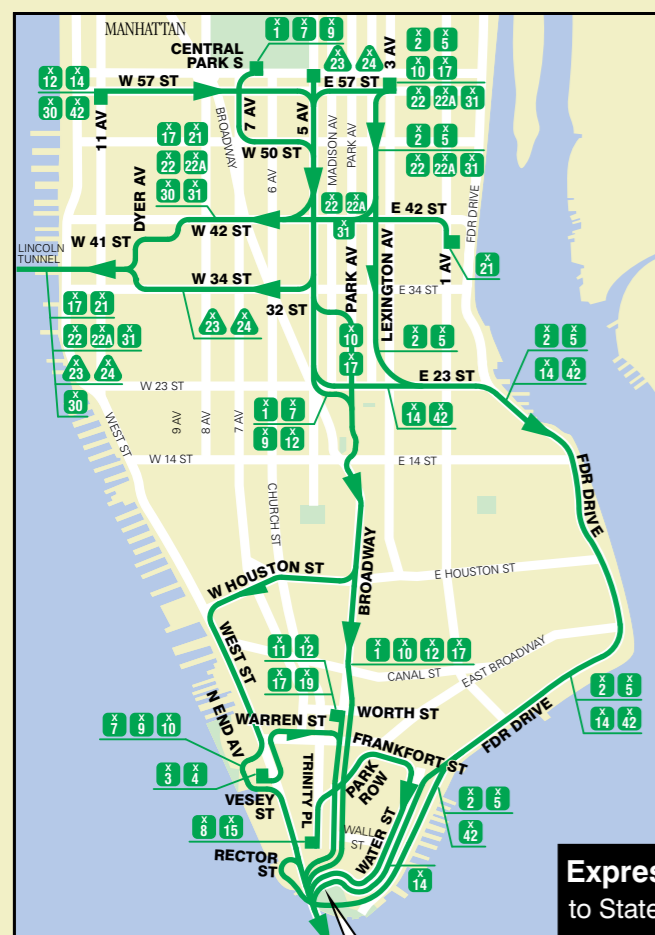 MANHATTAN
CENTRAL
PARK S
X1 X7 X9
X23 X24
3 AV
X2 X5
X10 X17
X22 X22A X31
X12 X14
X30 X42
W 57 ST
E 57 ST
11 AV
7 AV
5 AV
BROADWAY
6 AV
MADISON AV
PARK AV
W 50 ST
X17 X21
X22 X22A
X30 X31
X2 X5
X22 X22A X31
DYER AV
W 42 ST
X22 X22A
X31
E 42 ST
FDR DRIVE
1 AV
X21
W 41 ST
LINCOLN
TUNNEL
W 34 ST
32 ST
PARK AV
LEXINGTON AV
E 34 ST
X17 X21
X22 X22A X31
X23 X24
X30
X23 X24
X10
X17
X2 X5
E 23 ST
X2 X5
X14 X42
W 23 ST
X1 X7
X9 X12
X14 X42
WEST ST
9 AV
8 AV
7 AV
W 14 ST
E 14 ST
FDR DRIVE
CHURCH ST
BROADWAY
W HOUSTON ST
E HOUSTON ST
WEST ST
X11 X12
X17 X19
X1 X10 X12 X17
CANAL ST
EAST BROADWAY
X2 X5
X14 X42
N END AV
X7 X9 X10
X3 X4
WARREN ST
WORTH ST
FRANKFORT ST
FDR DRIVE
VESEY
ST
TRINITY PL
PARK
ROW
X2 X5
X42
X8 X15
WALL
ST
WATER ST
RECTOR
ST
X14
Expres
to State